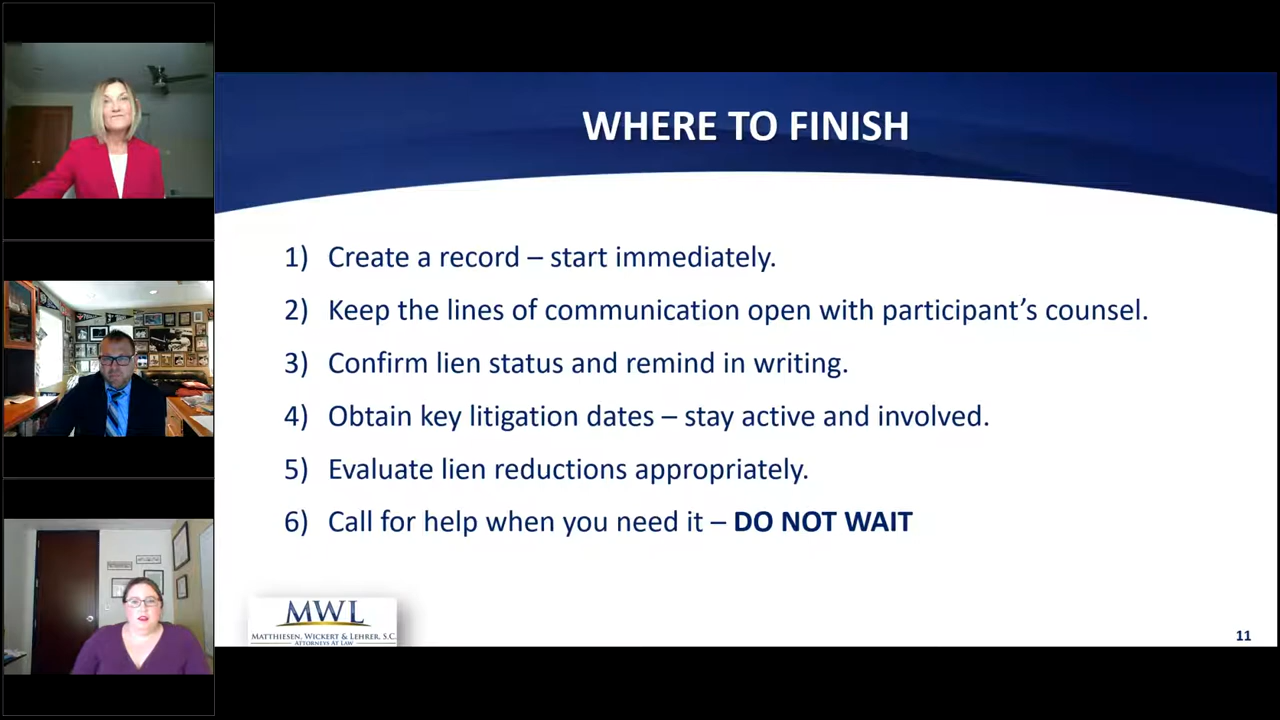 WHERE TO FINISH
1) Create a record – start immediately.
2) Keep the lines of communication open with participant’s counsel.
3) Confirm lien status and remind in writing.
4) Obtain key litigation dates – stay active and involved.
5) Evaluate lien reductions appropriately.
6) Call for help when you need it – DO NOT WAIT
MWL
MATTHIESEN, WICKERT & LEHRER, S.C.
ATTORNEYS AT LAW
11